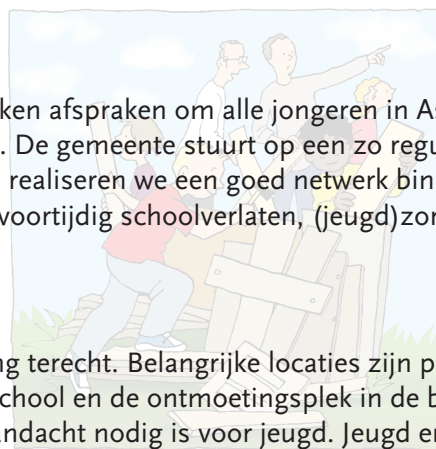 ken afspraken om alle jongeren in As
. De gemeente stuurt op een zo regu
realiseren we een goed netwerk bin
voortijdig schoolverlaten, (jeugd)zor
ng terecht. Belangrijke locaties zijn p
school en de ontmoetingsplek in de b
andacht nodig is voor jeugd. Jeugd en